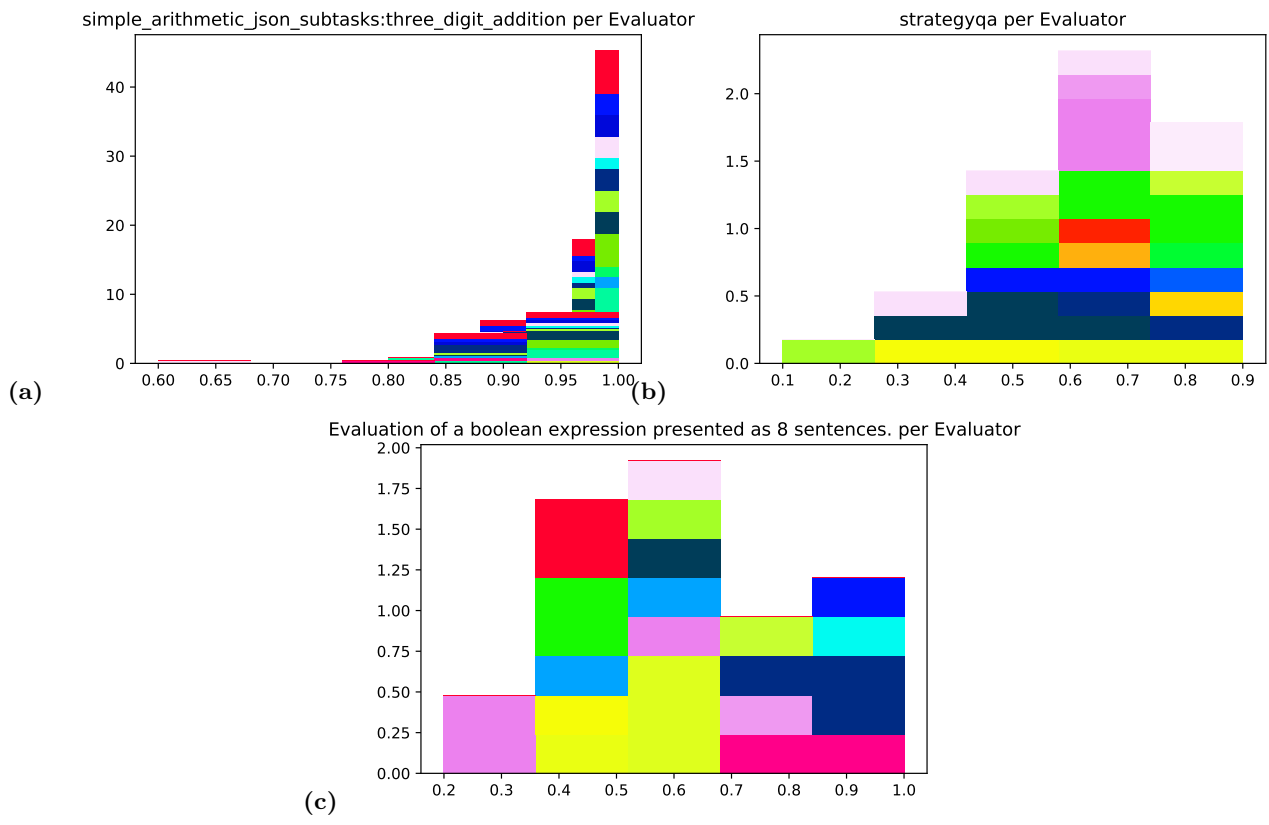 simple_arithmetic_json_subtasks:three_digit_addition per Evaluator
40
30
20
10
0
0.60 0.65 0.70 0.75 0.80 0.85 0.90 0.95 1.00
(a)
strategyqa per Evaluator
2.0
1.5
1.0
0.5
0.0
0.1 0.2 0.3 0.4 0.5 0.6 0.7 0.8 0.9
(b)
Evaluation of a boolean expression presented as 8 sentences. per Evaluator
2.00
1.75
1.50
1.25
1.00
0.75
0.50
0.25
0.00
0.2 0.3 0.4 0.5 0.6 0.7 0.8 0.9 1.0
(c)